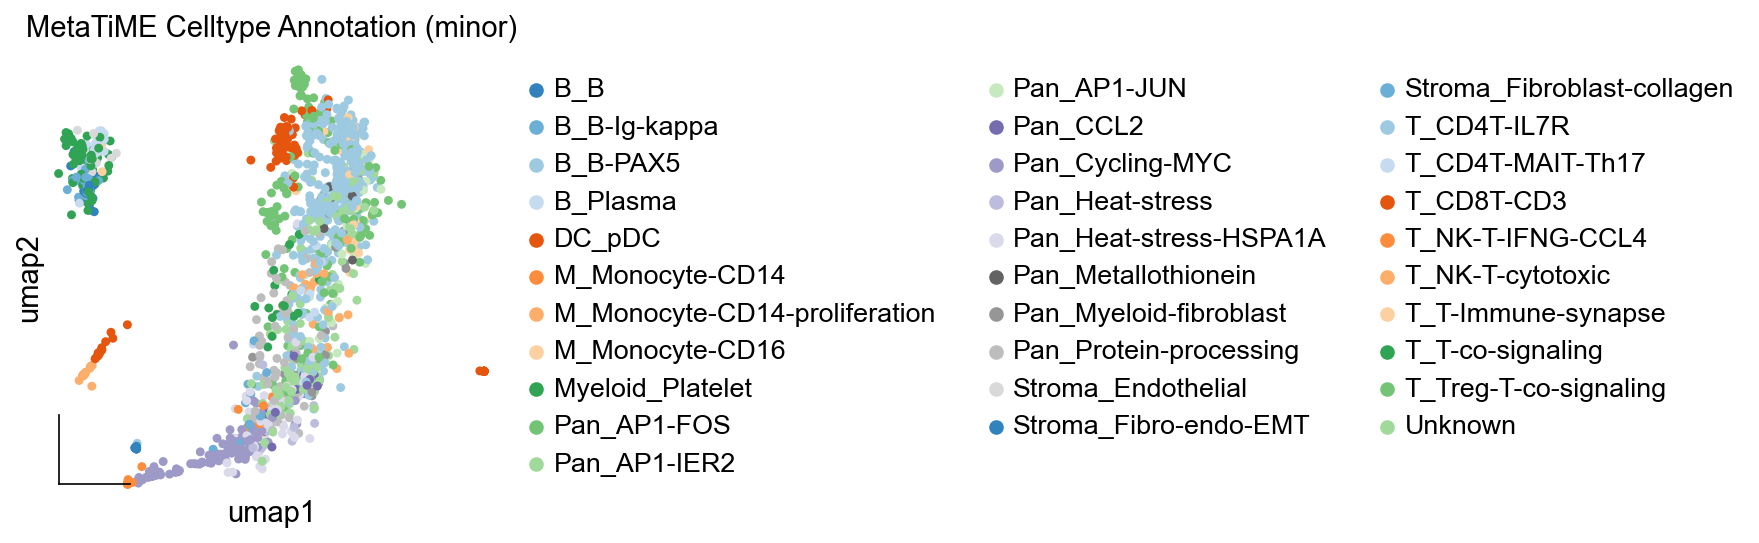 MetaTiME Celltype Annotation (minor)
umap2
umap1
B_B
B_B-Ig-kappa
B_B-PAX5
B_Plasma
DC_pDC
M_Monocyte-CD14
M_Monocyte-CD14-proliferation
M_Monocyte-CD16
Myeloid_Platelet
Pan_AP1-FOS
Pan_AP1-IER2
Pan_AP1-JUN
Pan_CCL2
Pan_Cycling-MYC
Pan_Heat-stress
Pan_Heat-stress-HSPA1A
Pan_Metallothionein
Pan_Myeloid-fibroblast
Pan_Protein-processing
Stroma_Endothelial
Stroma_Fibro-endo-EMT
Stroma_Fibroblast-collagen
T_CD4T-IL7R
T_CD4T-MAIT-Th17
T_CD8T-CD3
T_NK-T-IFNG-CCL4
T_NK-T-cytotoxic
T_T-Immune-synapse
T_T-co-signaling
T_Treg-T-co-signaling
Unknown